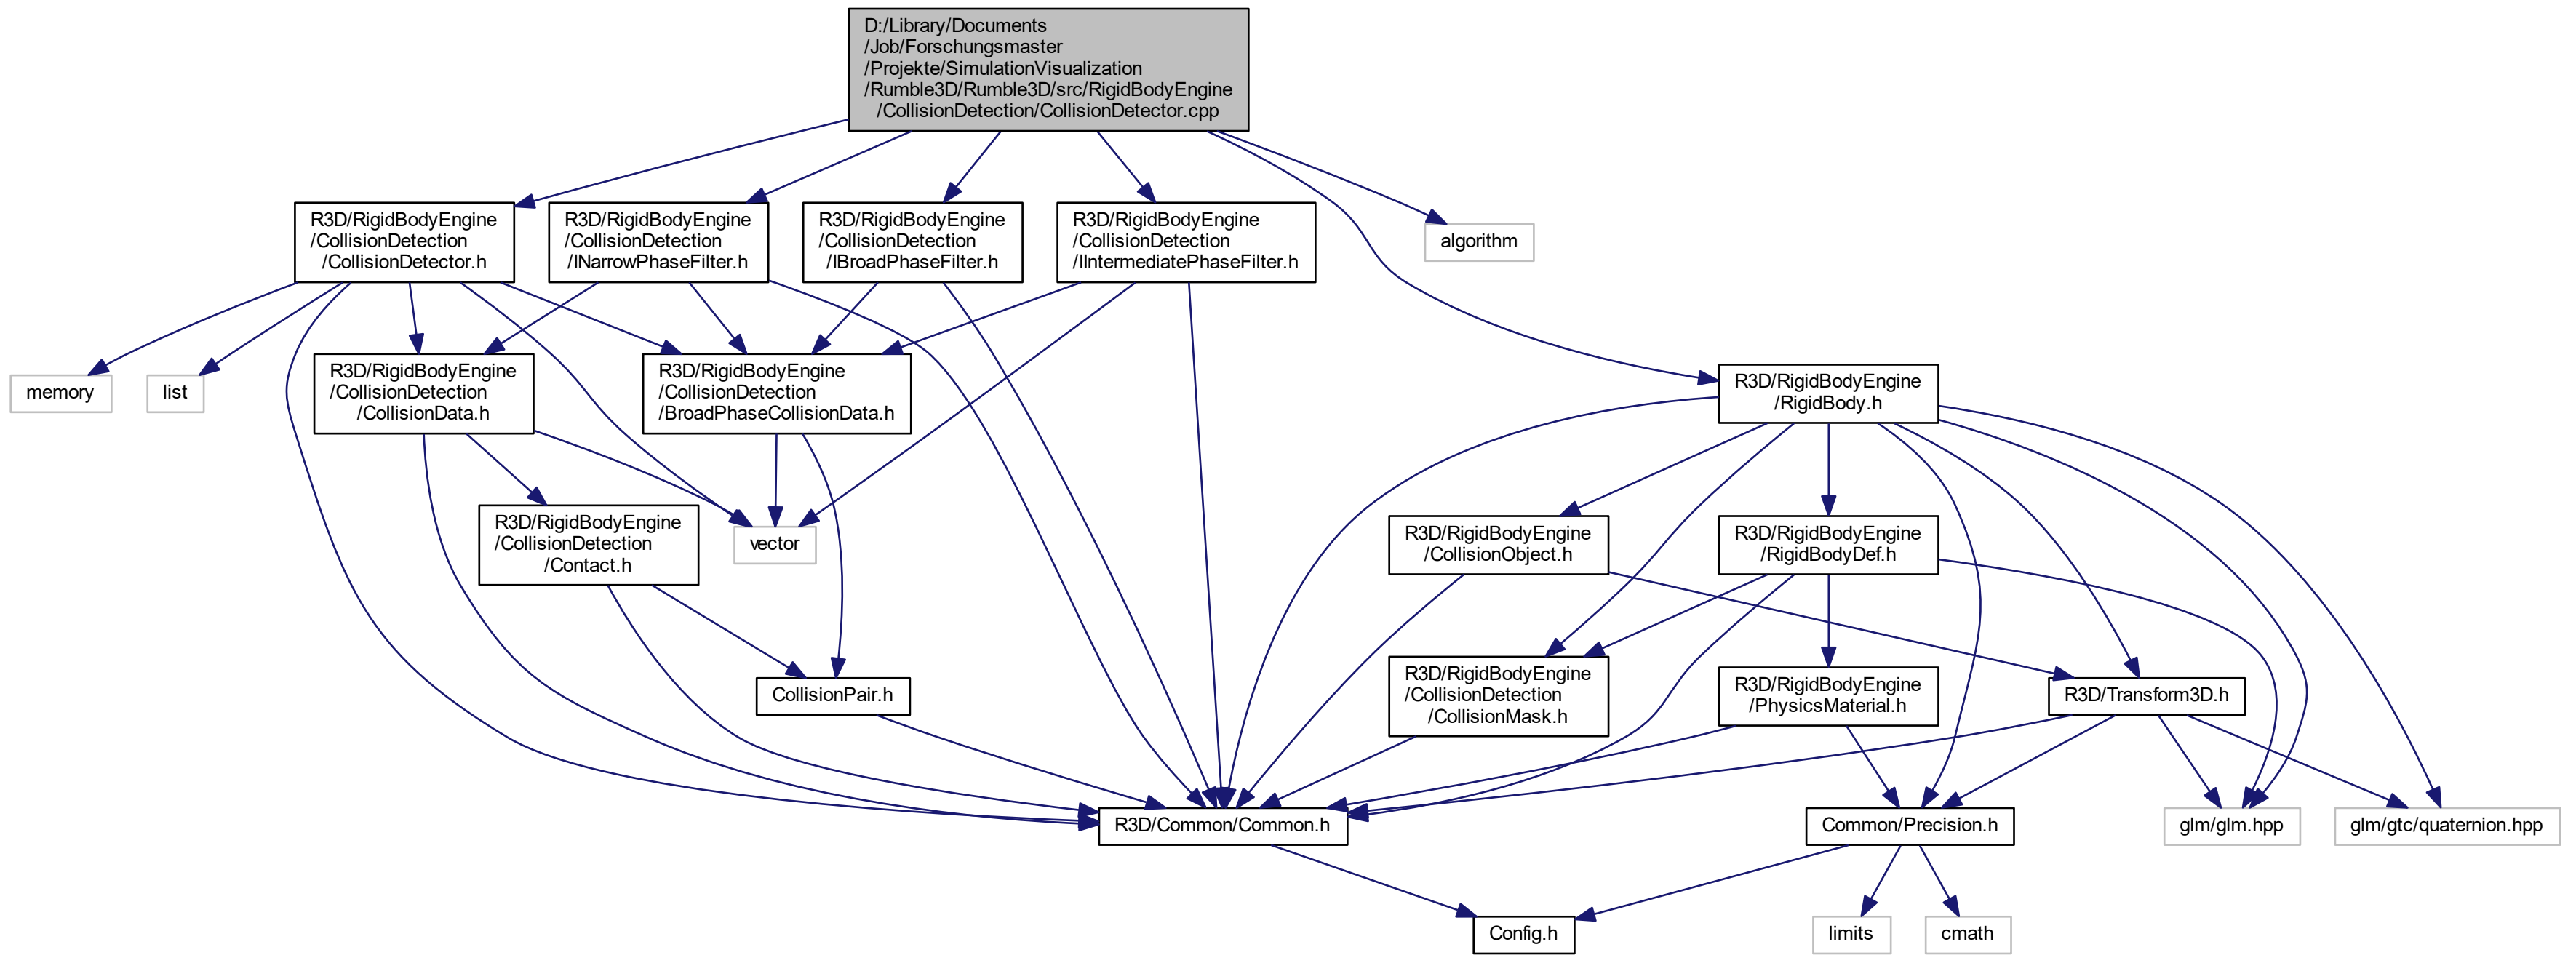 D:/Library/Documents
/Job/Forschungsmaster
/Projekte/SimulationVisualization
/Rumble3D/Rumble3D/src/RigidBodyEngine
/CollisionDetection/CollisionDetector.cpp
R3D/RigidBodyEngine
/CollisionDetection
/CollisionDetector.h
R3D/RigidBodyEngine
/CollisionDetection
/INarrowPhaseFilter.h
R3D/RigidBodyEngine
/CollisionDetection
/IBroadPhaseFilter.h
R3D/RigidBodyEngine
/CollisionDetection
/IIntermediatePhaseFilter.h
algorithm
memory
list
R3D/RigidBodyEngine
/CollisionDetection
/CollisionData.h
R3D/RigidBodyEngine
/CollisionDetection
/BroadPhaseCollisionData.h
R3D/RigidBodyEngine
/RigidBody.h
R3D/RigidBodyEngine
/CollisionDetection
/Contact.h
vector
R3D/RigidBodyEngine
/CollisionObject.h
R3D/RigidBodyEngine
/RigidBodyDef.h
CollisionPair.h
R3D/RigidBodyEngine
/CollisionDetection
/CollisionMask.h
R3D/RigidBodyEngine
/PhysicsMaterial.h
R3D/Transform3D.h
R3D/Common/Common.h
Common/Precision.h
glm/glm.hpp
glm/gtc/quaternion.hpp
Config.h
limits
cmath